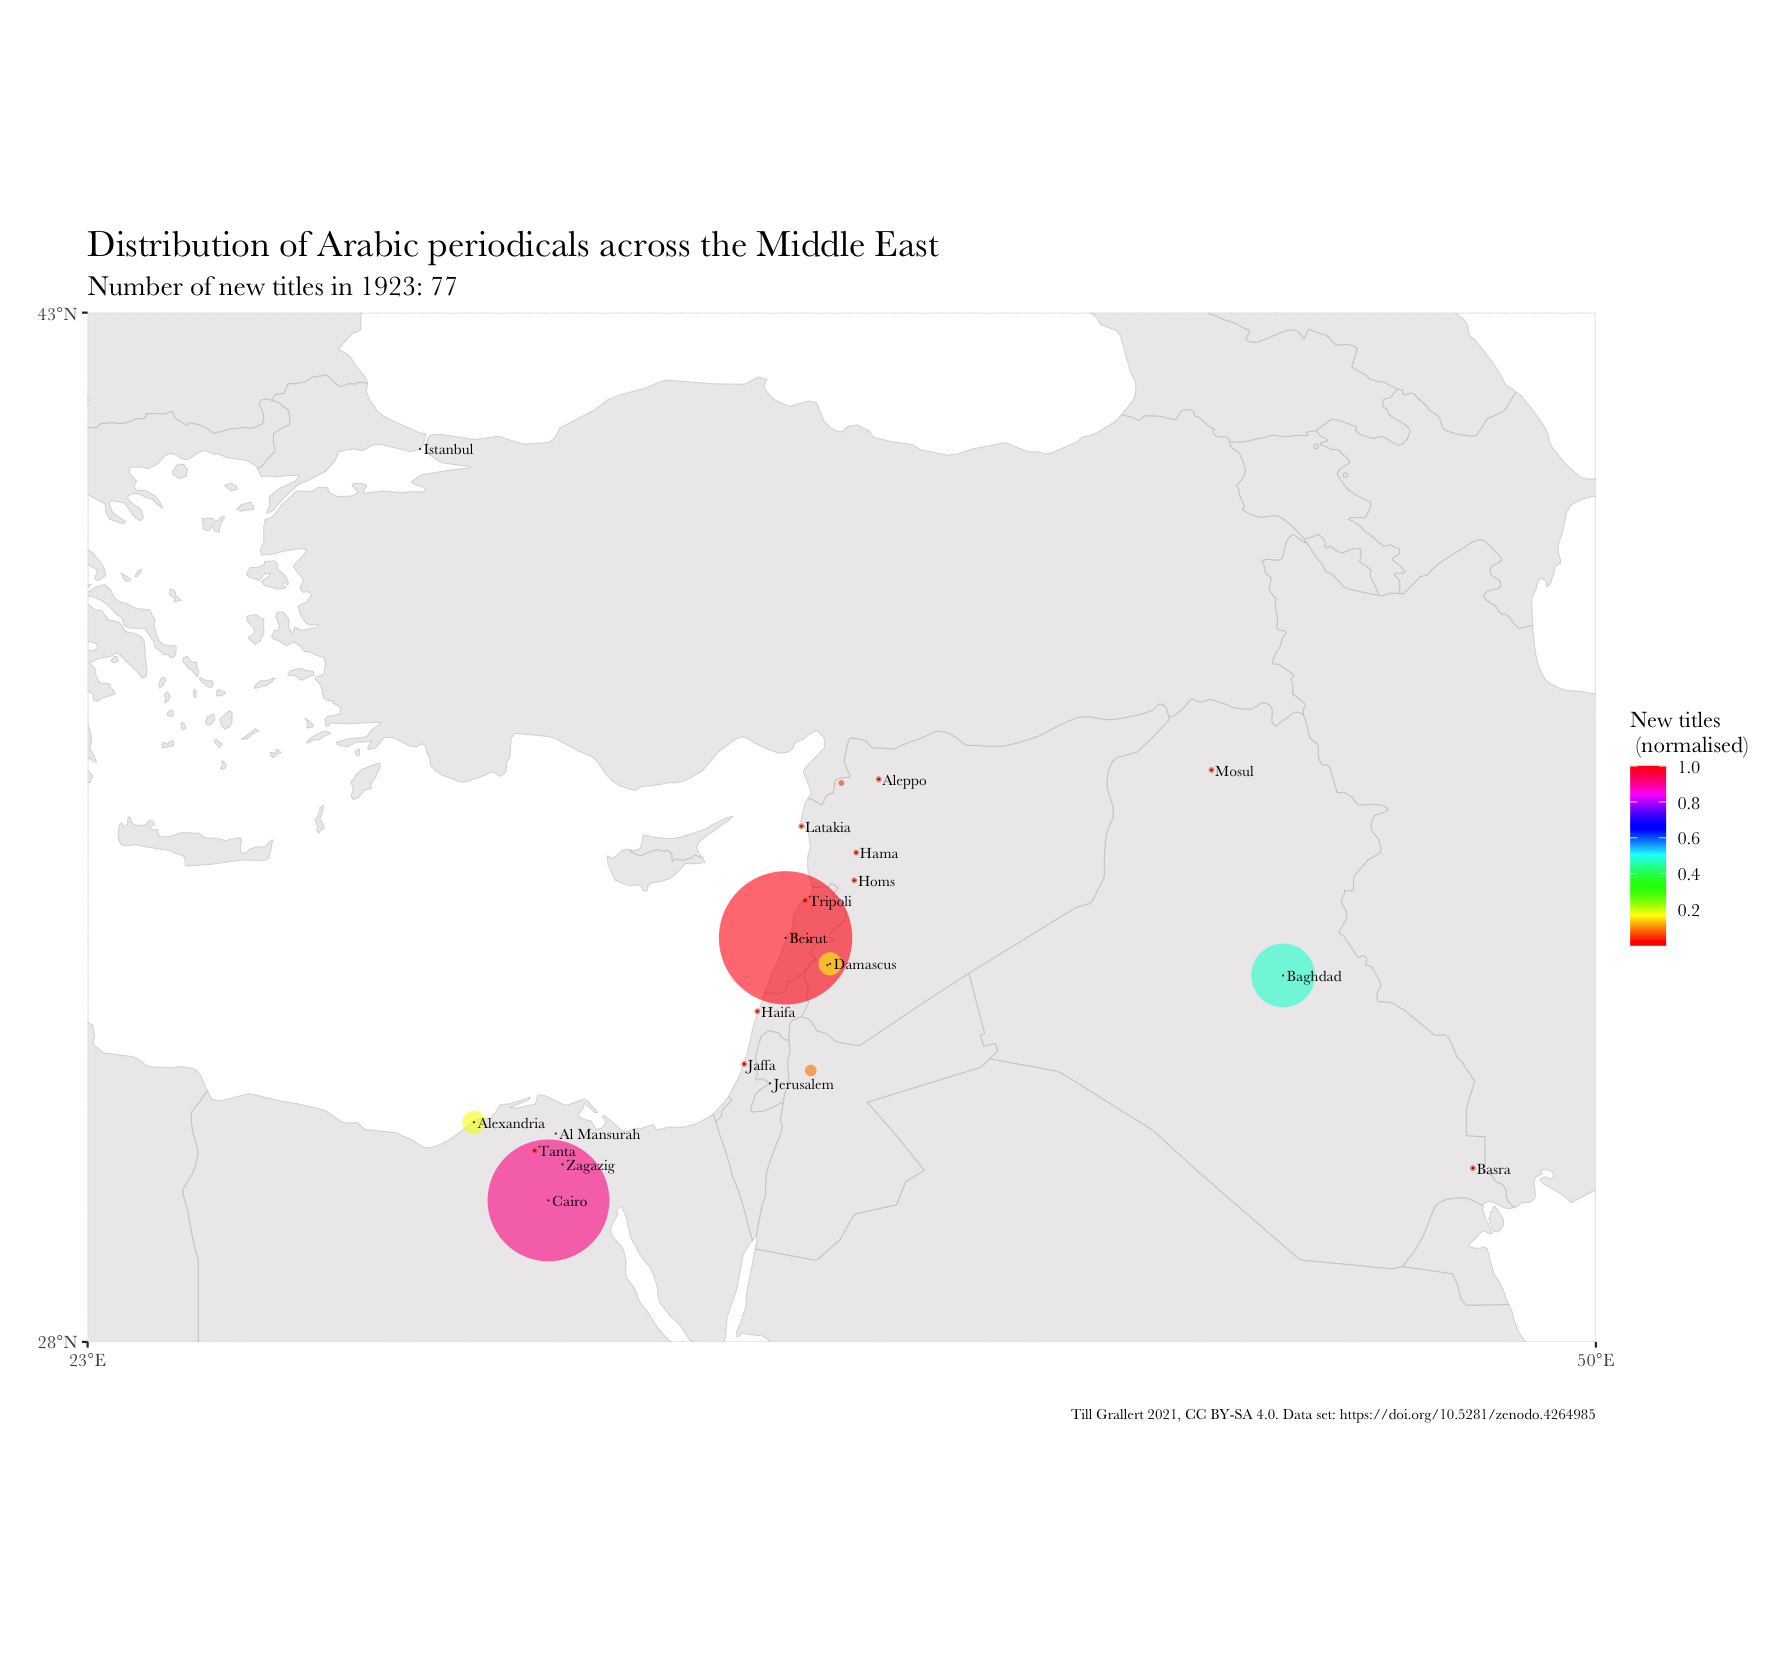 Distribution of Arabic periodicals across the Middle East
Number of new titles in 1923: 77
43°N
Istanbul
New titles
(normalised)
1.0
0.8
0.6
0.4
0.2
Aleppo
Mosul
Latakia
Hama
Homs
Tripoli
Beirut
Damascus
Baghdad
Haifa
Jaffa
Jerusalem
Alexandria
Al Mansurah
Tanta
Zagazig
Basra
Cairo
28°N
23°E
50°E
Till Grallert 2021, CC BY-SA 4.0. Data set: https://doi.org/10.5281/zenodo.4264985